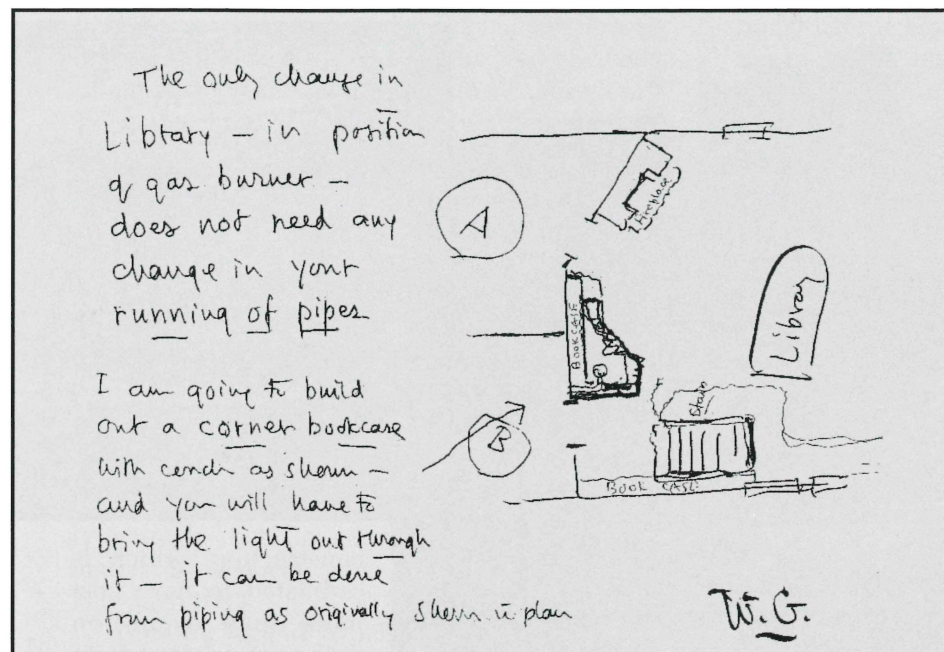 The only change in
Library — in position
of gas burner —
does not need any
change in your
running of pipes
I am going to build
out a corner bookcase
with conch as shown —
and you will have to
bring the light out through
it — it can be done
from piping as originally shown in plan
A
Fireplace
BOOKCASE
Library
Stairs
B
BOOK CASE
W.G.